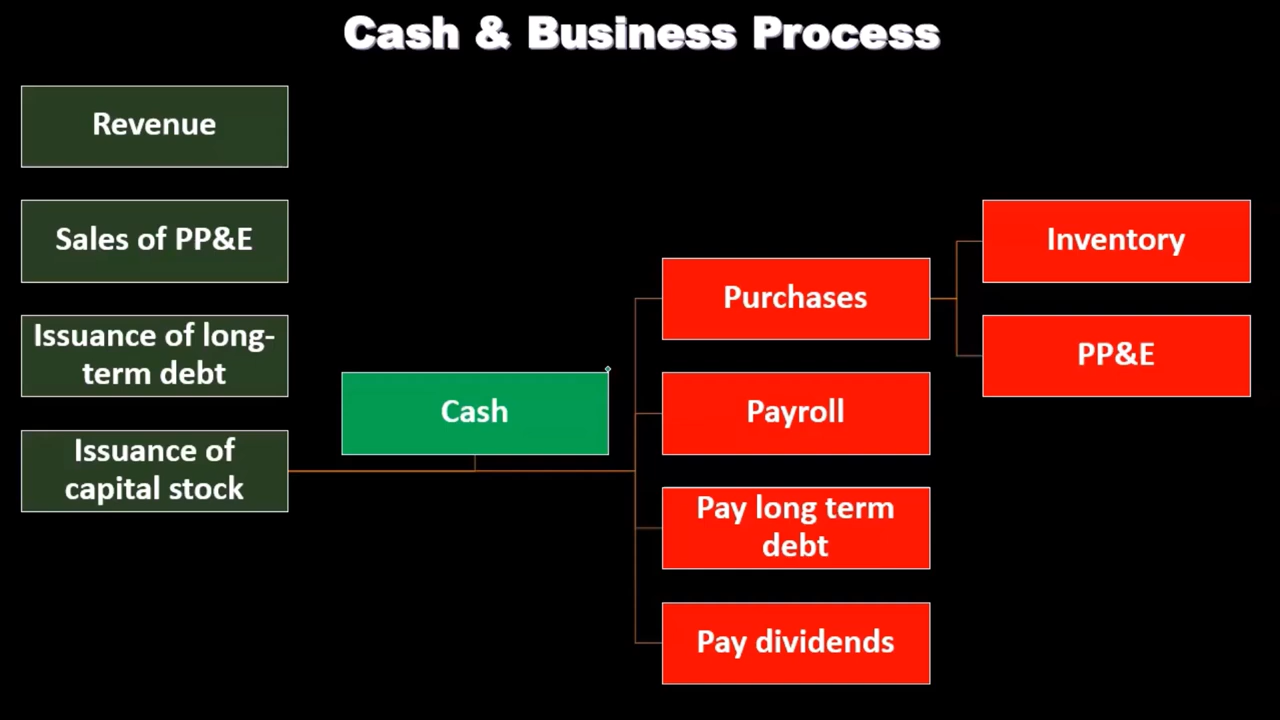 Cash & Business Process
Revenue
Sales of PP&E
Issuance of long-
term debt
Issuance of
capital stock
Cash
Purchases
Payroll
Pay long term
debt
Pay dividends
Inventory
PP&E